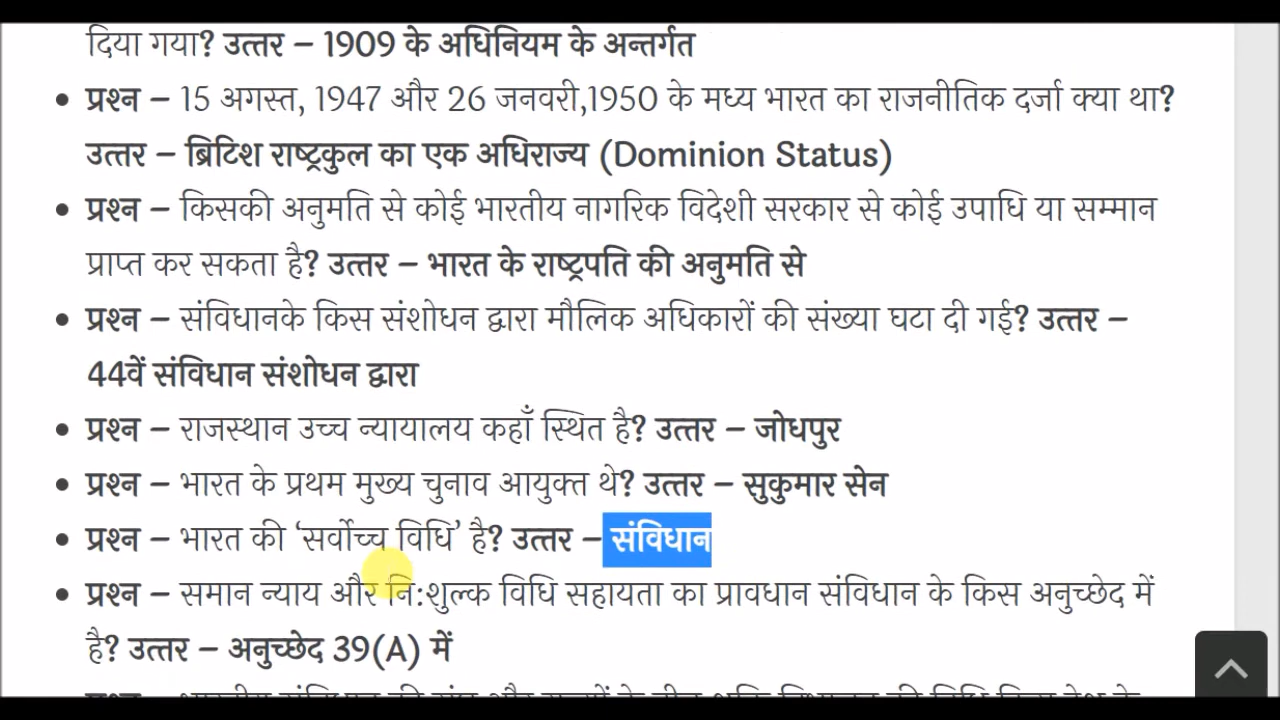 दिया गया? उत्तर – 1909 के अधिनियम के अन्तर्गत
• प्रश्न – 15 अगस्त, 1947 और 26 जनवरी,1950 के मध्य भारत का राजनीतिक दर्जा क्या था?
उत्तर – ब्रिटिश राष्ट्रकुल का एक अधिराज्य (Dominion Status)
• प्रश्न – किसकी अनुमति से कोई भारतीय नागरिक विदेशी सरकार से कोई उपाधि या सम्मान
प्राप्त कर सकता है? उत्तर – भारत के राष्ट्रपति की अनुमति से
• प्रश्न – संविधानके किस संशोधन द्वारा मौलिक अधिकारों की संख्या घटा दी गई? उत्तर –
44वें संविधान संशोधन द्वारा
• प्रश्न – राजस्थान उच्च न्यायालय कहाँ स्थित है? उत्तर – जोधपुर
• प्रश्न – भारत के प्रथम मुख्य चुनाव आयुक्त थे? उत्तर – सुकुमार सेन
• प्रश्न – भारत की ‘सर्वोच्च विधि’ है? उत्तर – संविधान
• प्रश्न – समान न्याय और नि:शुल्क विधि सहायता का प्रावधान संविधान के किस अनुच्छेद में
है? उत्तर – अनुच्छेद 39(A) में